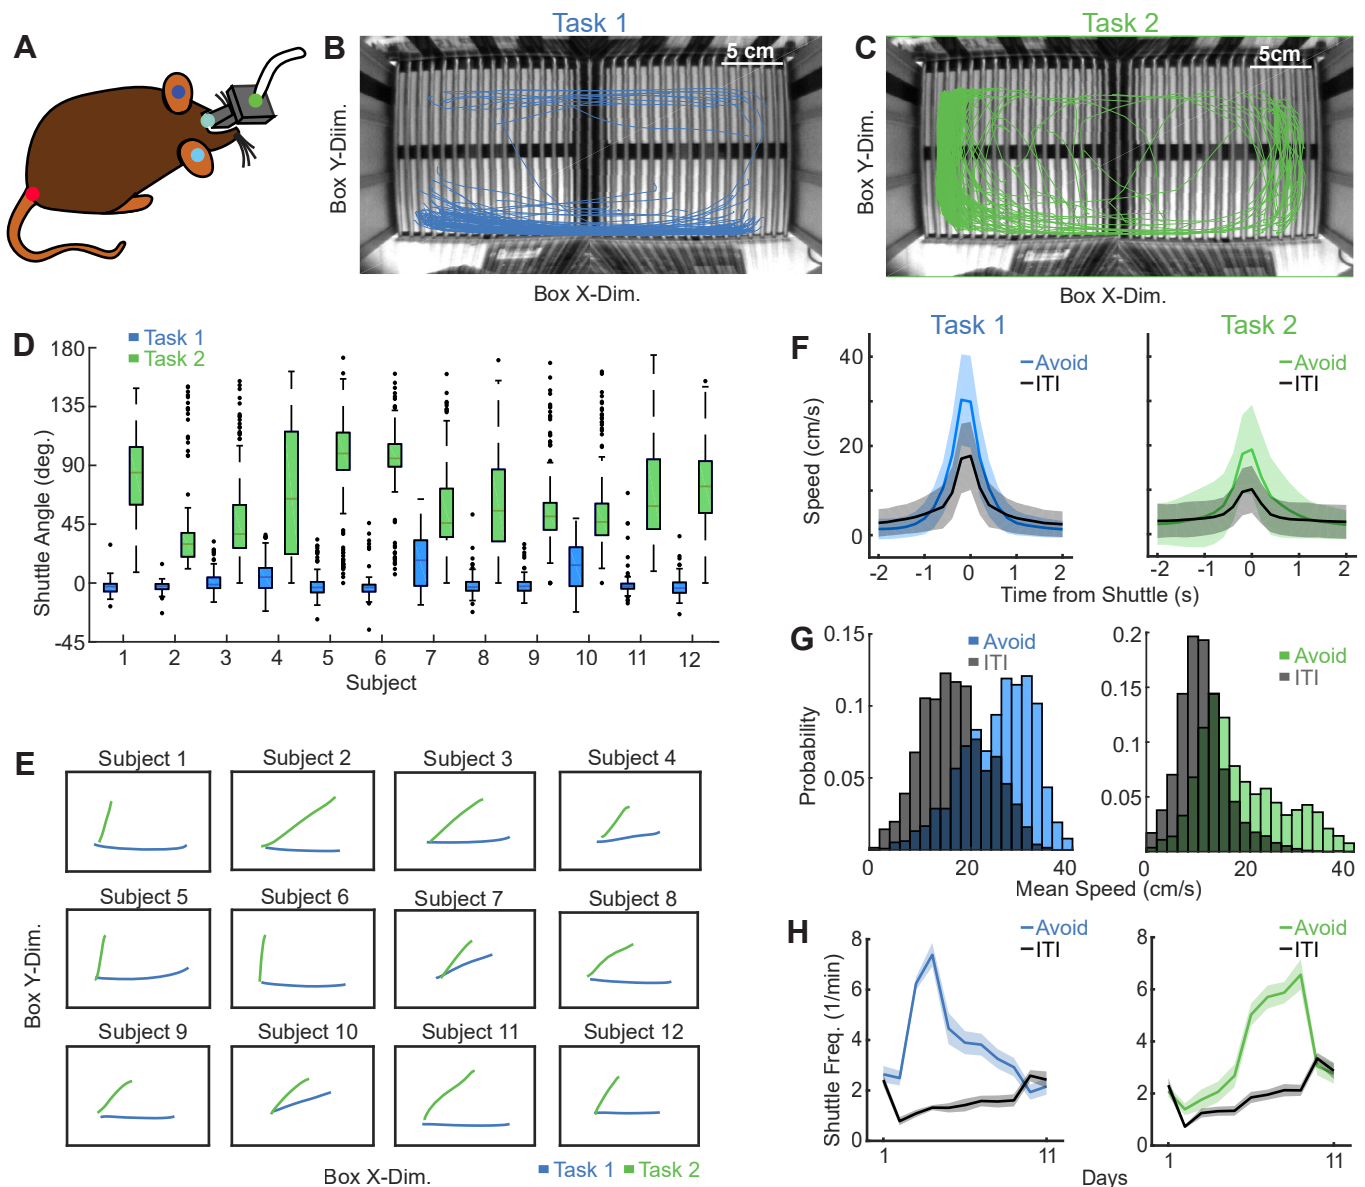 Task 1
Task 2
A
B
C
5 cm
5cm
Box Y-Diim.
Box Y-Dim.
Box X-Dim.
Box X-Dim.
D
Task 1
Task 2
180
135
90
45
0
-45
Shuttle Angle (deg.)
1 2 3 4 5 6 7 8 9 10 11 12
Subject
E
Subject 1
Subject 2
Subject 3
Subject 4
Subject 5
Subject 6
Subject 7
Subject 8
Subject 9
Subject 10
Subject 11
Subject 12
Box Y-Dim.
Box X-Dim.
Task 1 Task 2
F
Task 1
Task 2
Avoid
ITI
Avoid
ITI
40
20
0
Speed (cm/s)
-2 -1 0 1 2
-2 -1 0 1 2
Time from Shuttle (s)
G
0.15
0.1
0.05
Probability
Avoid
ITI
0.2
0.15
0.1
0.05
Avoid
ITI
0 20 40
0 20 40
Mean Speed (cm/s)
H
Avoid
ITI
Avoid
ITI
8
6
4
2
0
Shuttle Freq. (1/min)
8
6
4
2
0
1 11
1 11
Days